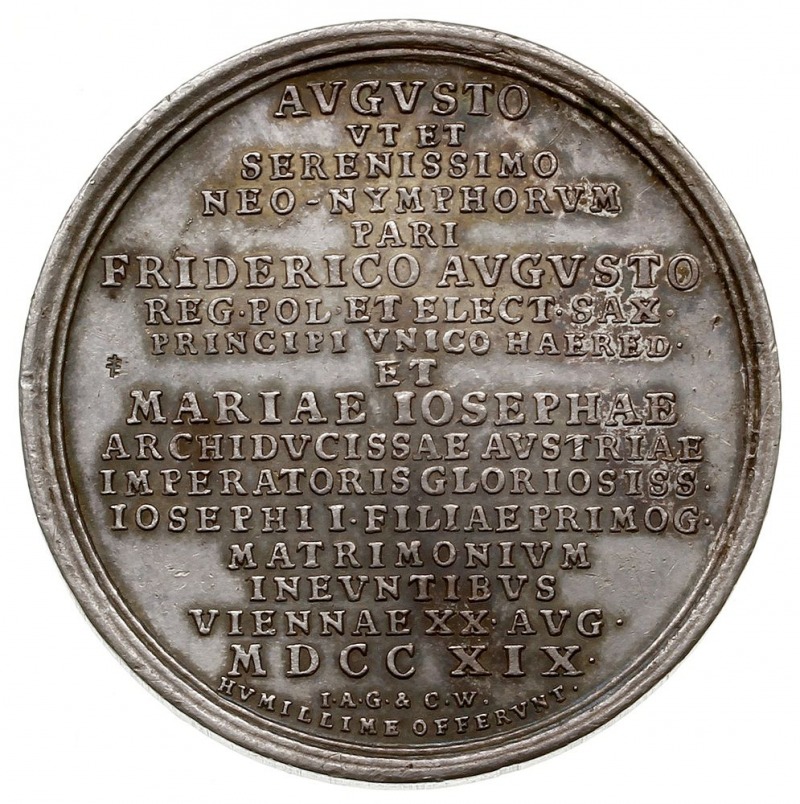 AVGVSTO
VT ET
SERENISSIMO
NEO-NYMPHORVM
PARI
FRIDERICO AVGVSTO
REG·POL·ET ELECT·SAX·
PRINCIPI VNICO HAERED·
ET
MARIAE IOSEPHAE
ARCHIDVCISSAE AVSTRIAE
IMPERATORIS GLORIOSISS·
IOSEPHI I·FILIAE PRIMOG·
MATRIMONIVM
INEVNTIBVS
VIENNAE XX·AVG·
MDCC XIX·
I·A·G·& C·W·
HVMILLIME OFFERVNT·